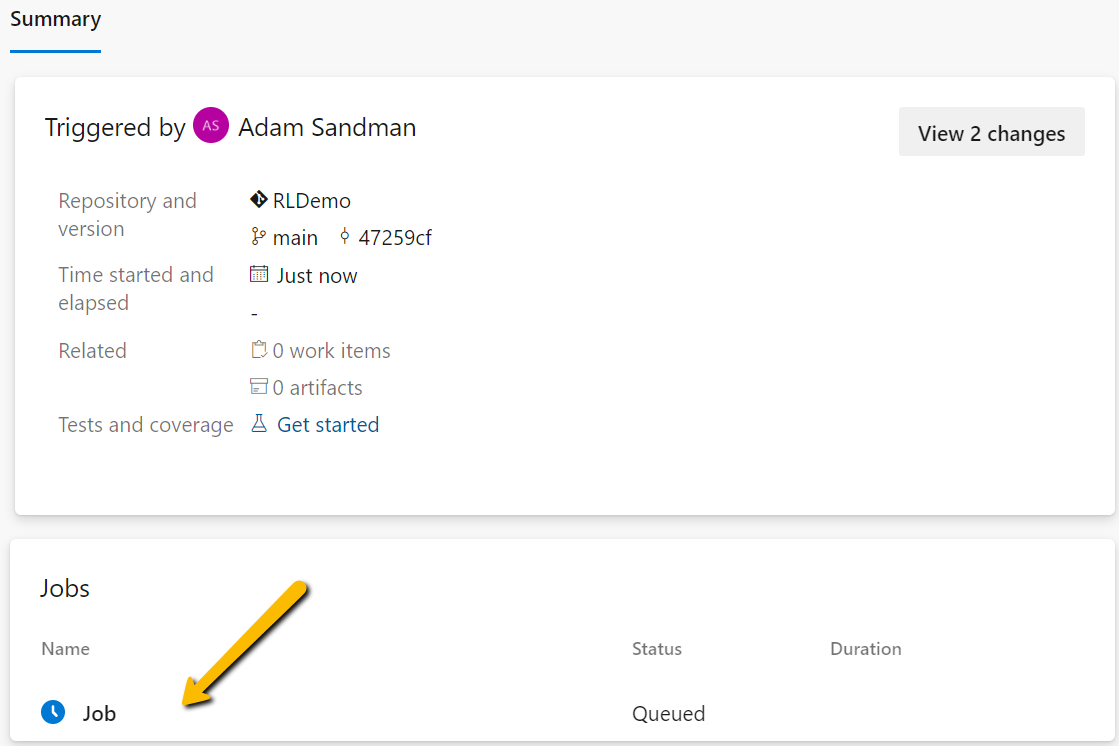 Summary
Triggered by AS Adam Sandman
View 2 changes
Repository and
version
RLDemo
main 47259cf
Time started and
elapsed
Just now
-
Related
0 work items
0 artifacts
Tests and coverage
Get started
Jobs
Name Status Duration
Job Queued